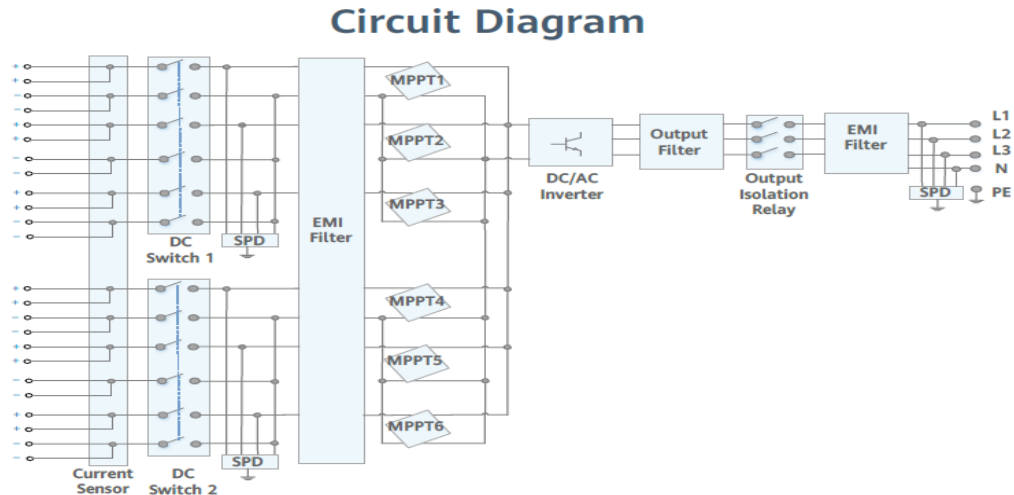 Circuit Diagram
+
+
−
−
+
+
−
−
+
+
−
−
+
+
−
−
+
+
−
−
+
+
−
−
Current
Sensor
DC
Switch 1
DC
Switch 2
SPD
SPD
EMI
Filter
MPPT1
MPPT2
MPPT3
MPPT4
MPPT5
MPPT6
DC/AC
Inverter
Output
Filter
Output
Isolation
Relay
EMI
Filter
SPD
L1
L2
L3
N
PE